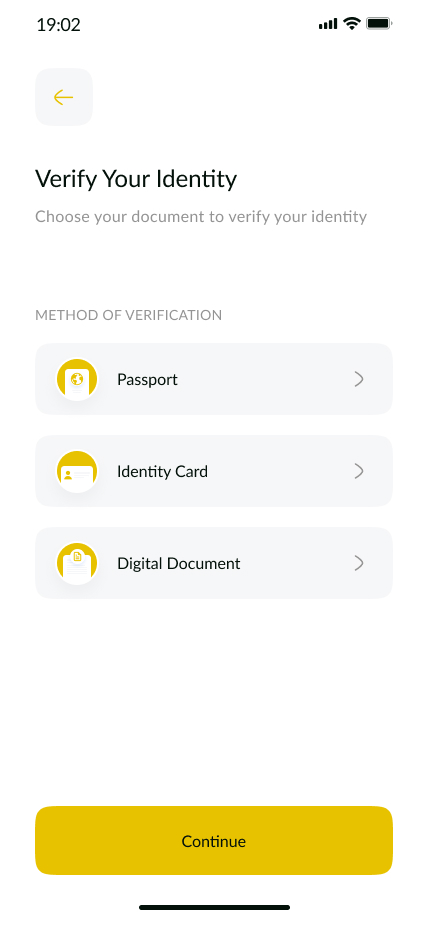 19:02
Verify Your Identity
Choose your document to verify your identity
METHOD OF VERIFICATION
Passport
Identity Card
Digital Document
Continue